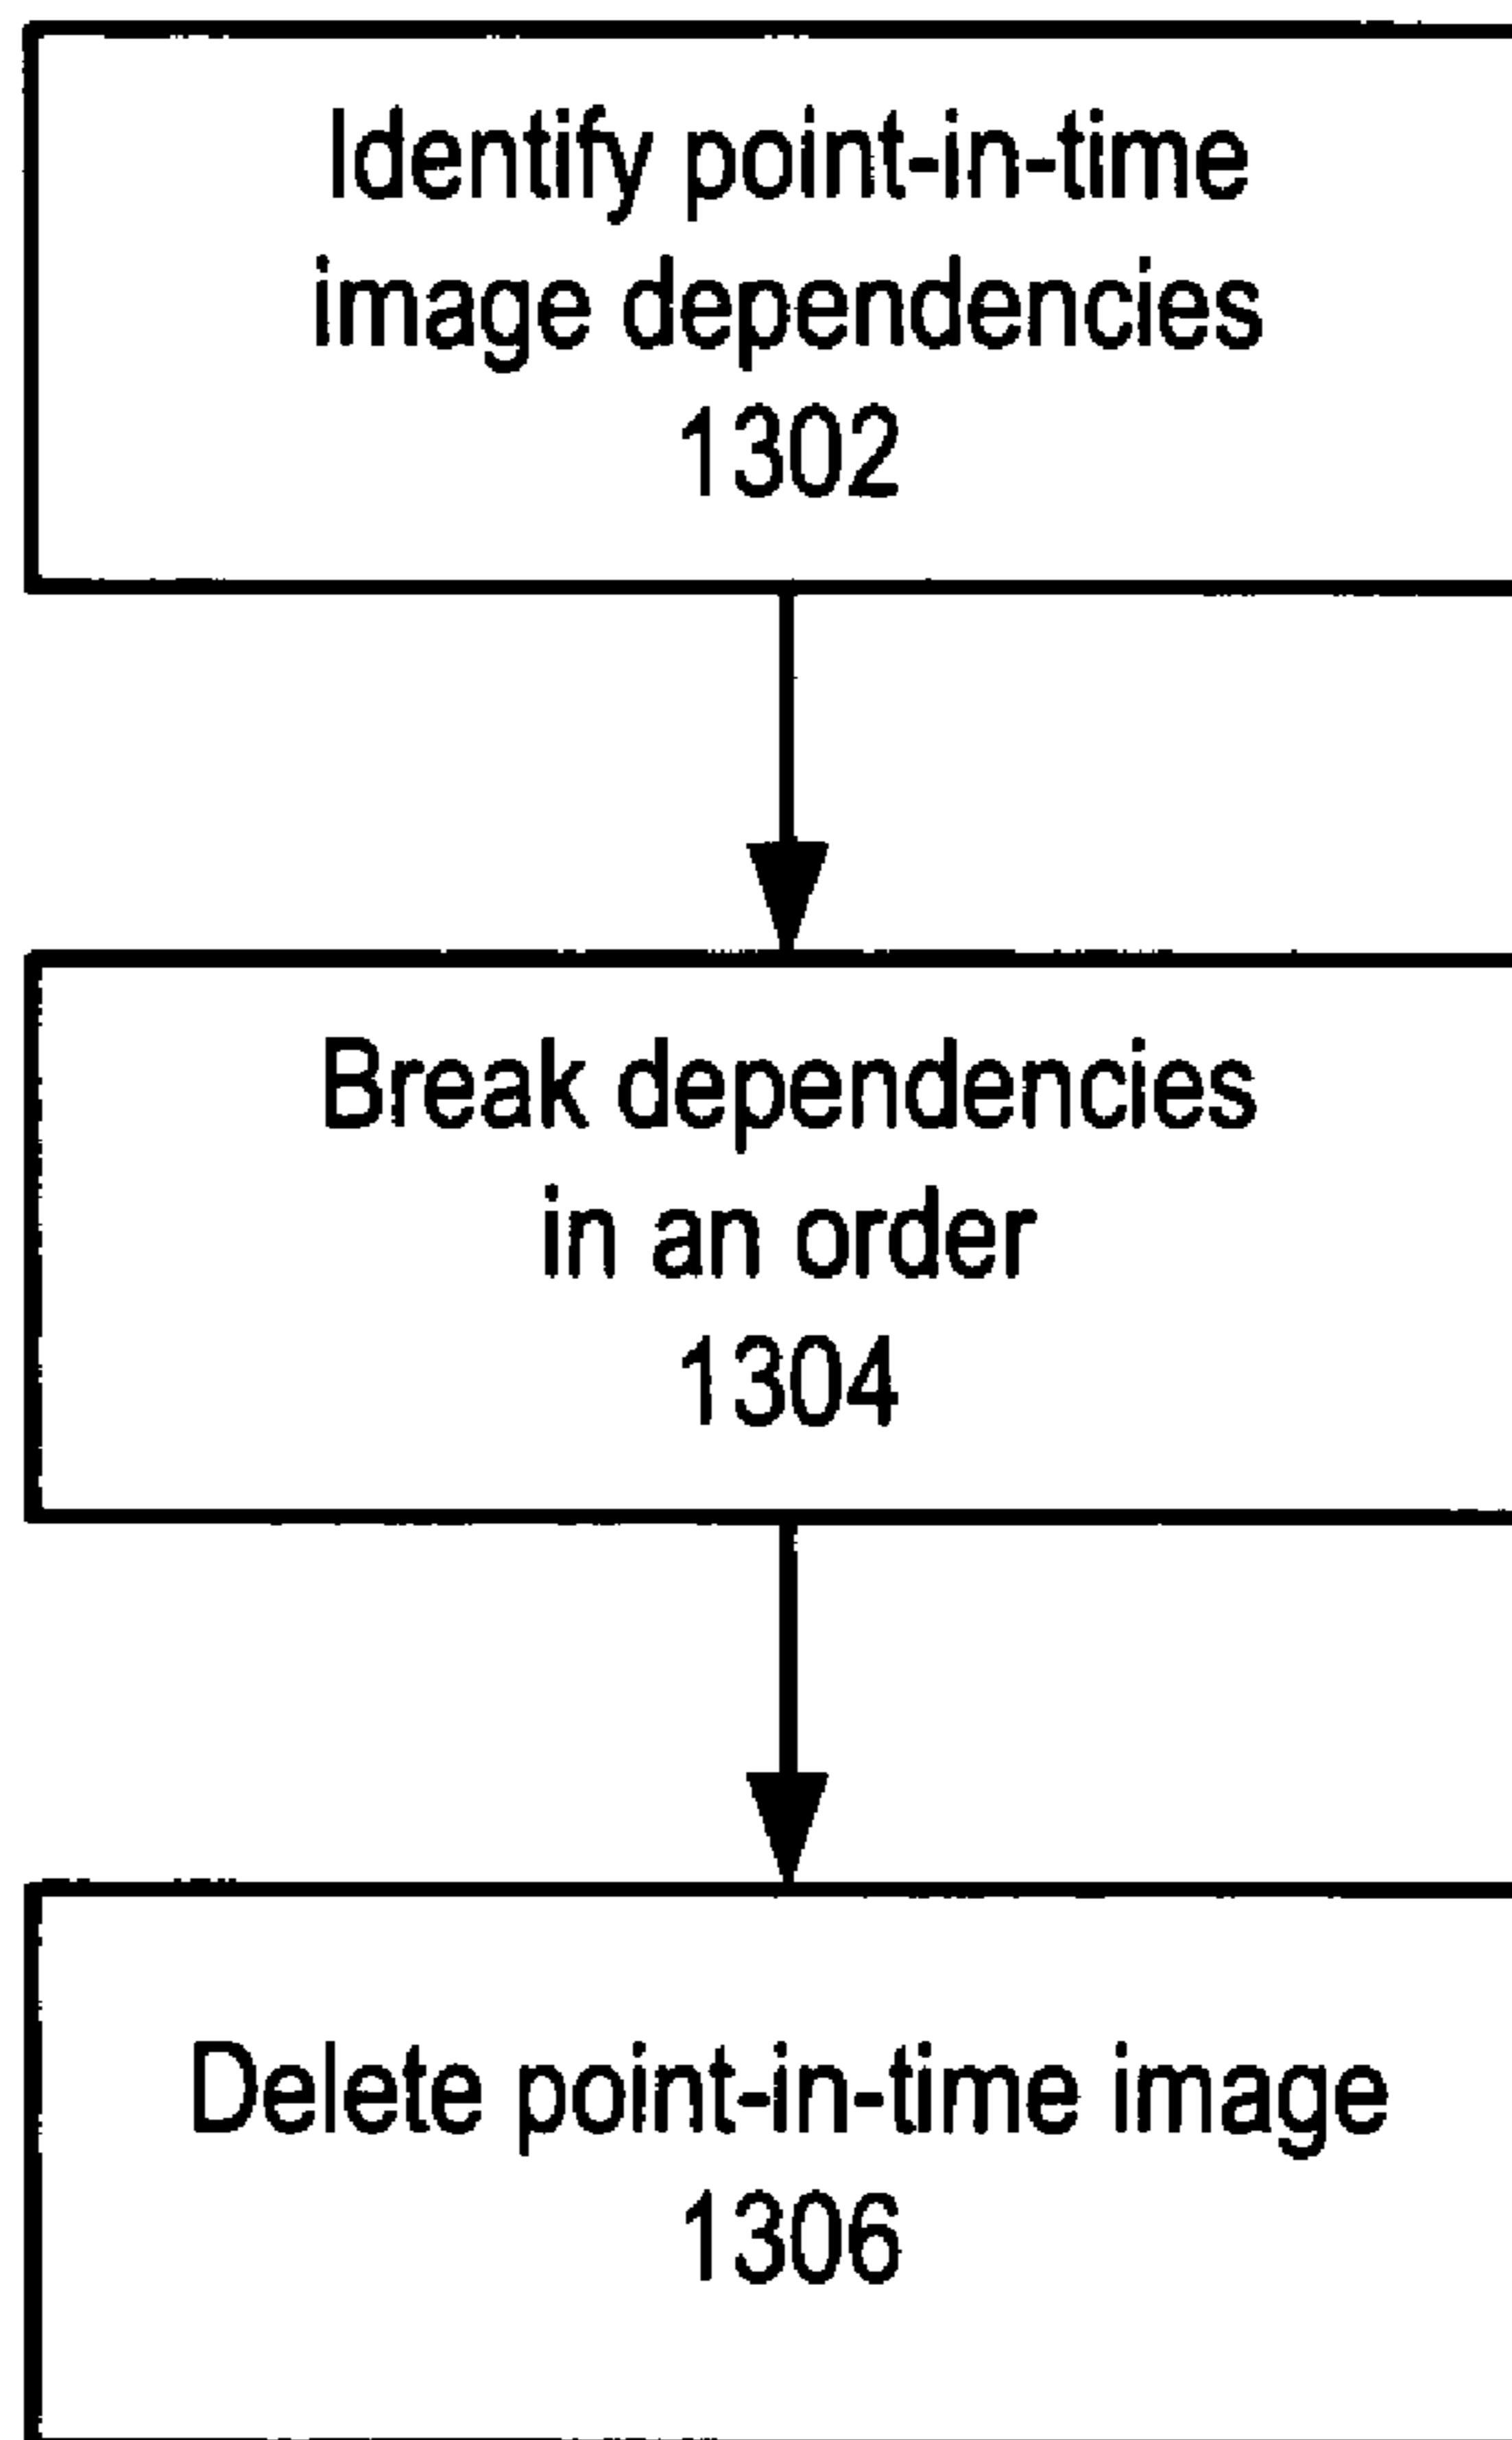 Identify point-in-time
image dependencies
1302
Break dependencies
in an order
1304
Delete point-in-time image
1306